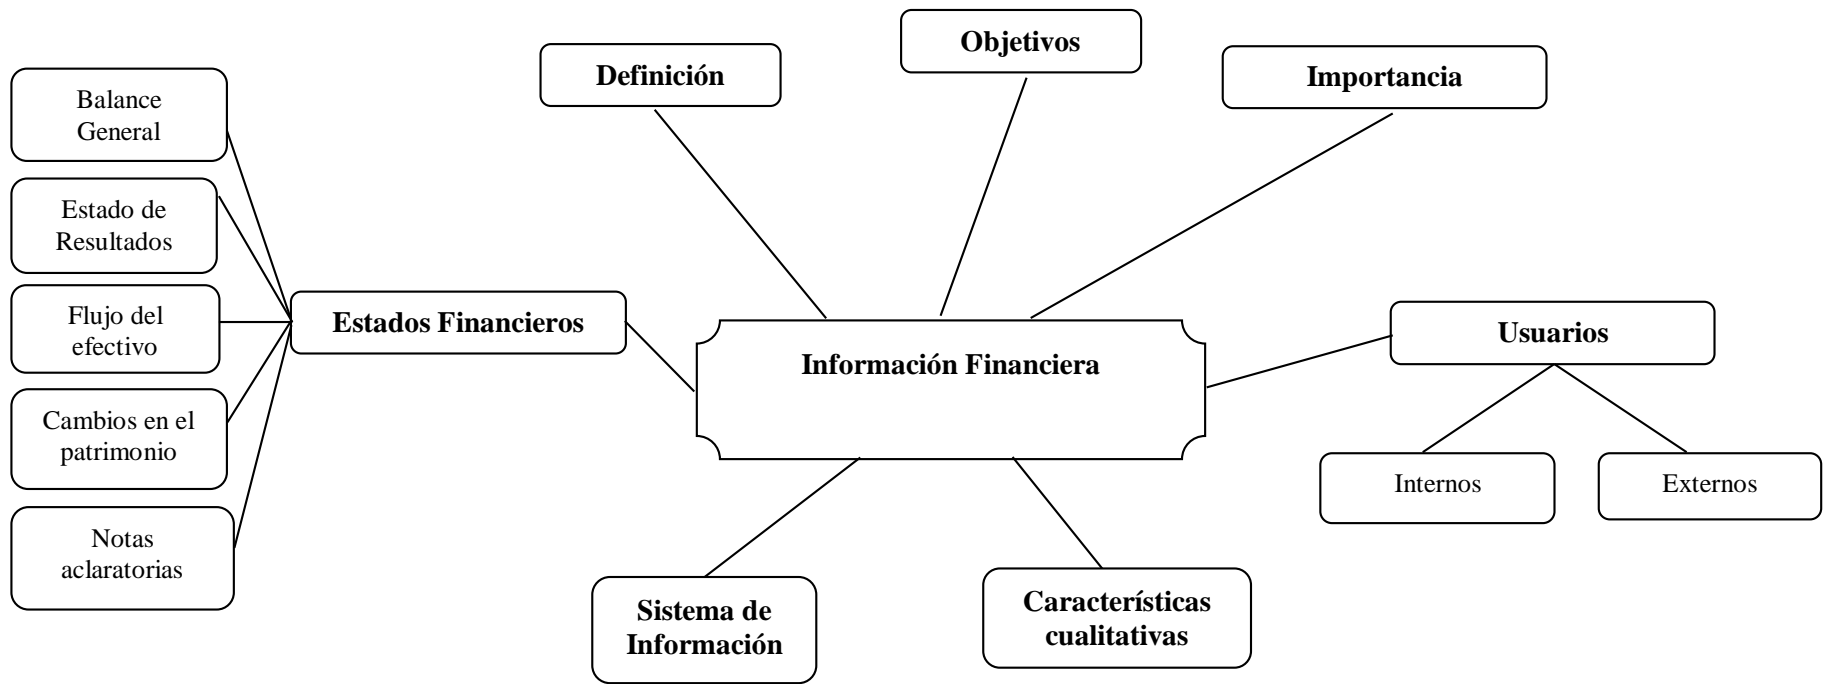 Objetivos
Definición
Importancia
Balance
General
Estado de
Resultados
Flujo del
efectivo
Cambios en el
patrimonio
Notas
aclaratorias
Estados Financieros
Información Financiera
Usuarios
Internos
Externos
Sistema de
Información
Características
cualitativas